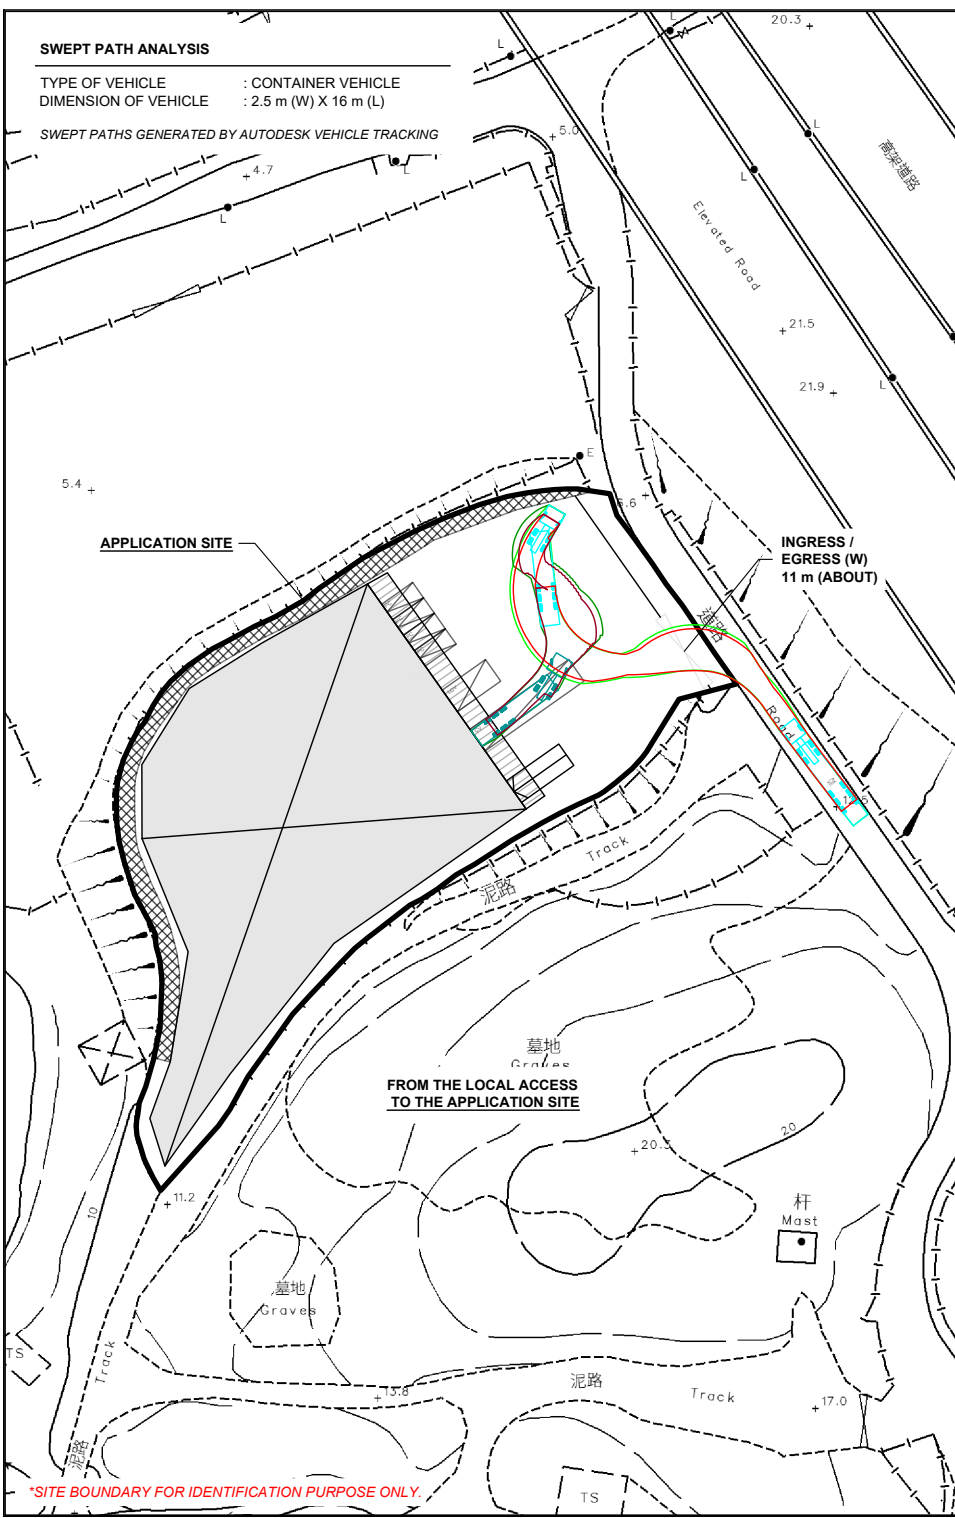 SWEPT PATH ANALYSIS
TYPE OF VEHICLE : CONTAINER VEHICLE
DIMENSION OF VEHICLE : 2.5 m (W) X 16 m (L)
SWEPT PATHS GENERATED BY AUTODESK VEHICLE TRACKING
20.3
L
L
5.0
L
L
4.7
L
L
高架道路
Elevated Road
21.5
21.9
L
E
5.4
6.6
APPLICATION SITE
INGRESS /
EGRESS (W)
11 m (ABOUT)
道路
Road
Track
泥路
墓地
Graves
FROM THE LOCAL ACCESS
TO THE APPLICATION SITE
20
20.3
11.2
10
杆
Mast
墓地
Graves
TS
Track
泥路
13.8
泥路
Track
17.0
TS
*SITE BOUNDARY FOR IDENTIFICATION PURPOSE ONLY.